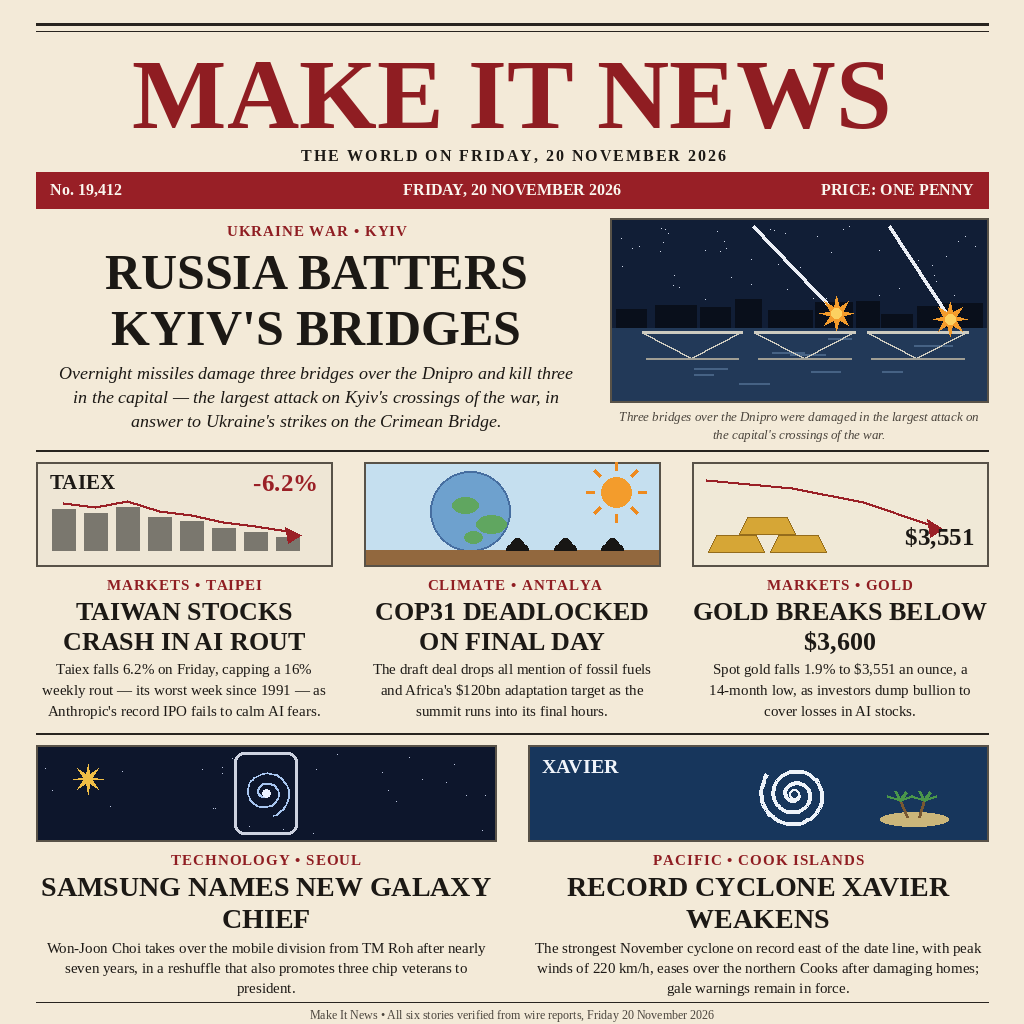 MAKE IT NEWS
THE WORLD ON FRIDAY, 20 NOVEMBER 2026
No. 19,412
FRIDAY, 20 NOVEMBER 2026
PRICE: ONE PENNY
UKRAINE WAR • KYIV
RUSSIA BATTERS
KYIV'S BRIDGES
Overnight missiles damage three bridges over the Dnipro and kill three
in the capital — the largest attack on Kyiv's crossings of the war, in
answer to Ukraine's strikes on the Crimean Bridge.
Three bridges over the Dnipro were damaged in the largest attack on
the capital's crossings of the war.
TAIEX
-6.2%
MARKETS • TAIPEI
TAIWAN STOCKS
CRASH IN AI ROUT
Taiex falls 6.2% on Friday, capping a 16%
weekly rout — its worst week since 1991 — as
Anthropic's record IPO fails to calm AI fears.
CLIMATE • ANTALYA
COP31 DEADLOCKED
ON FINAL DAY
The draft deal drops all mention of fossil fuels
and Africa's $120bn adaptation target as the
summit runs into its final hours.
$3,551
MARKETS • GOLD
GOLD BREAKS BELOW
$3,600
Spot gold falls 1.9% to $3,551 an ounce, a
14-month low, as investors dump bullion to
cover losses in AI stocks.
TECHNOLOGY • SEOUL
SAMSUNG NAMES NEW GALAXY
CHIEF
Won-Joon Choi takes over the mobile division from TM Roh after nearly
seven years, in a reshuffle that also promotes three chip veterans to
president.
XAVIER
PACIFIC • COOK ISLANDS
RECORD CYCLONE XAVIER
WEAKENS
The strongest November cyclone on record east of the date line, with peak
winds of 220 km/h, eases over the northern Cooks after damaging homes;
gale warnings remain in force.
Make It News • All six stories verified from wire reports, Friday 20 November 2026